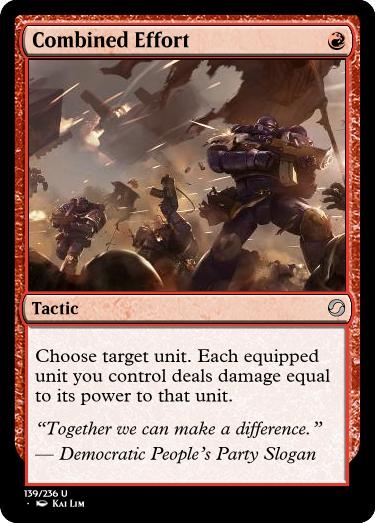 Combined Effort
Tactic
Choose target unit. Each equipped
unit you control deals damage equal
to its power to that unit.
“Together we can make a difference.”
— Democratic People's Party Slogan
139/236 U
· Kai Lim